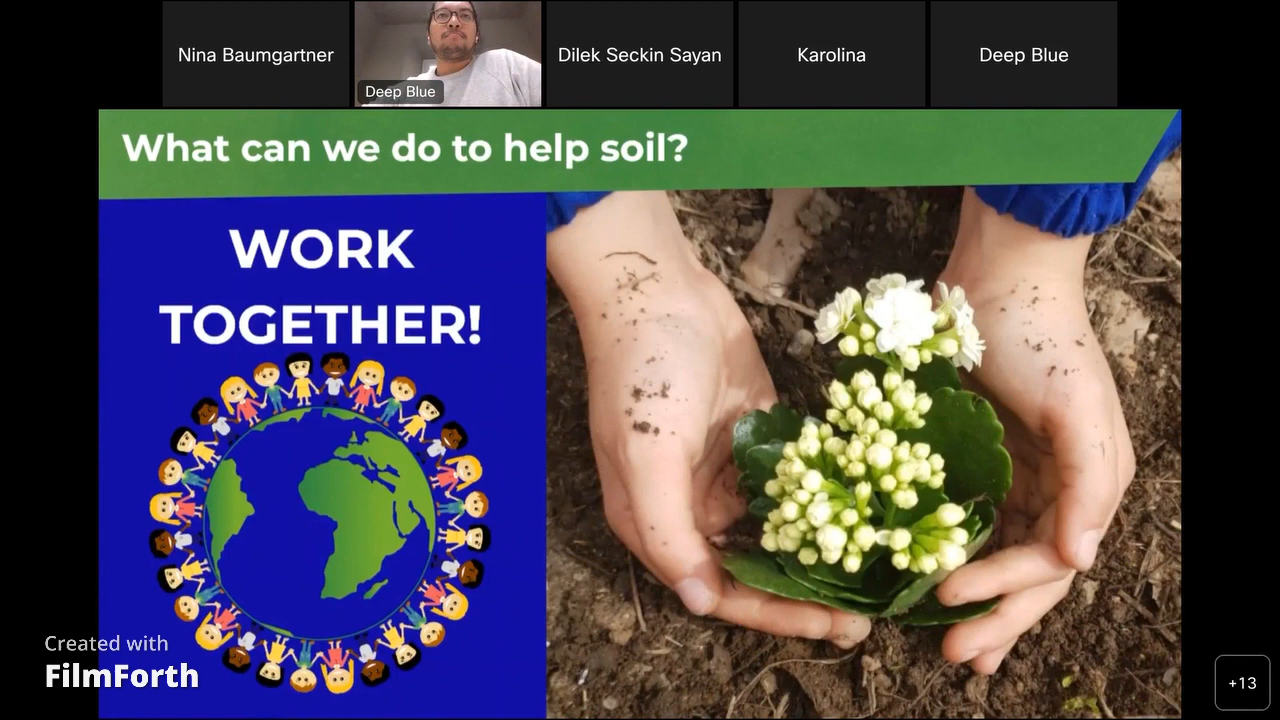 Nina Baumgartner
Deep Blue
Dilek Seckin Sayan
Karolina
Deep Blue
What can we do to help soil?
WORK
TOGETHER!
Created with
FilmForth
+13